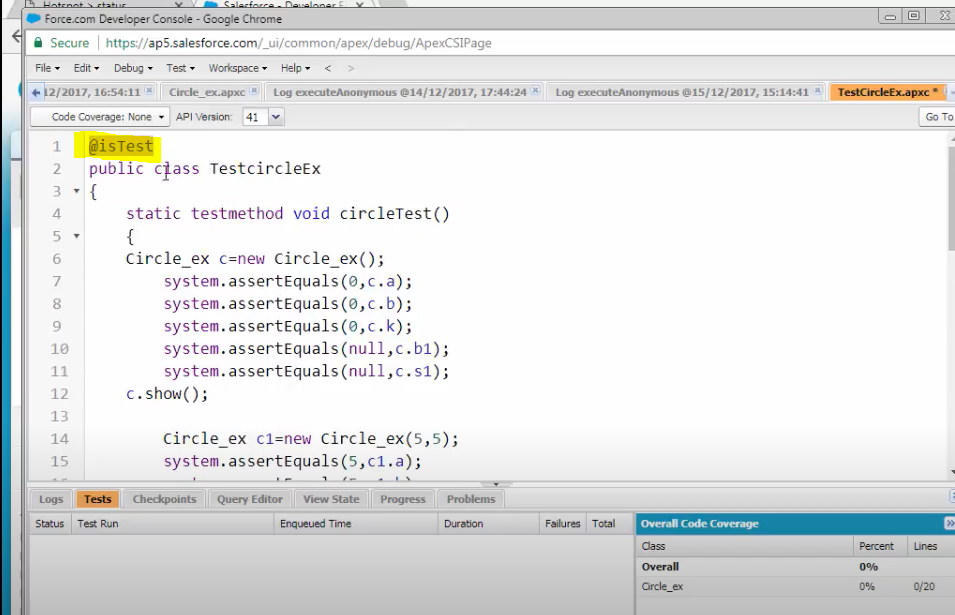 Hotspot > status
Salesforce - Developer E
Force.com Developer Console - Google Chrome
Secure https://ap5.salesforce.com/_ui/common/apex/debug/ApexCSIPage
File Edit Debug Test Workspace Help < >
12/2017, 16:54:11 Circle_ex.apxc Log executeAnonymous @14/12/2017, 17:44:24 Log executeAnonymous @15/12/2017, 15:14:41 TestCircleEx.apxc *
Code Coverage: None API Version: 41 Go To
1 @isTest
2 public class TestcircleEx
3 {
4 static testmethod void circleTest()
5 {
6 Circle_ex c=new Circle_ex();
7 system.assertEquals(0,c.a);
8 system.assertEquals(0,c.b);
9 system.assertEquals(0,c.k);
10 system.assertEquals(null,c.b1);
11 system.assertEquals(null,c.s1);
12 c.show();
13
14 Circle_ex c1=new Circle_ex(5,5);
15 system.assertEquals(5,c1.a);
Logs Tests Checkpoints Query Editor View State Progress Problems
Status Test Run Enqueued Time Duration Failures Total
Overall Code Coverage
Class Percent Lines
Overall 0%
Circle_ex 0% 0/20